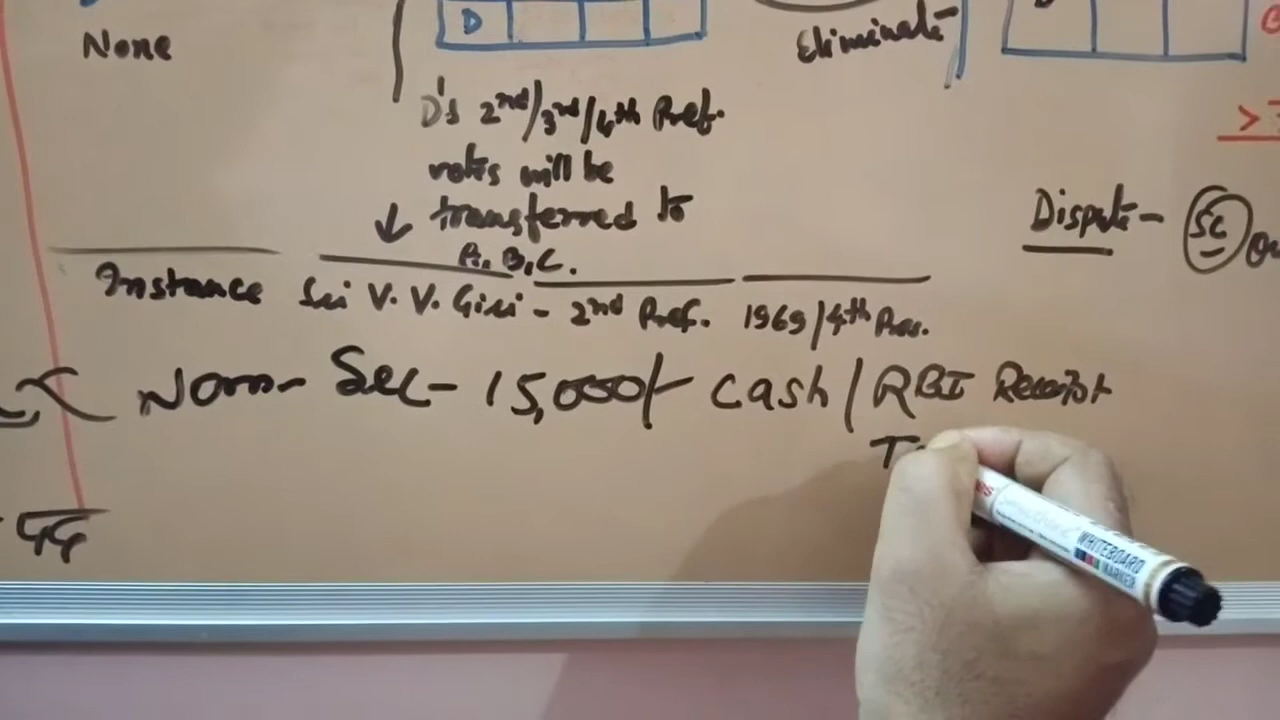 None
D
Eliminate
D's 2nd/3rd/4th Pref.
votes will be
transferred to
A, B, C.
Dispute - SC
Instance Sri V. V. Giri - 2nd Pref. 1969/4th Pres.
Nom - Sec - 15,000/- Cash / RBI Receipt
WHITEBOARD
MARKER